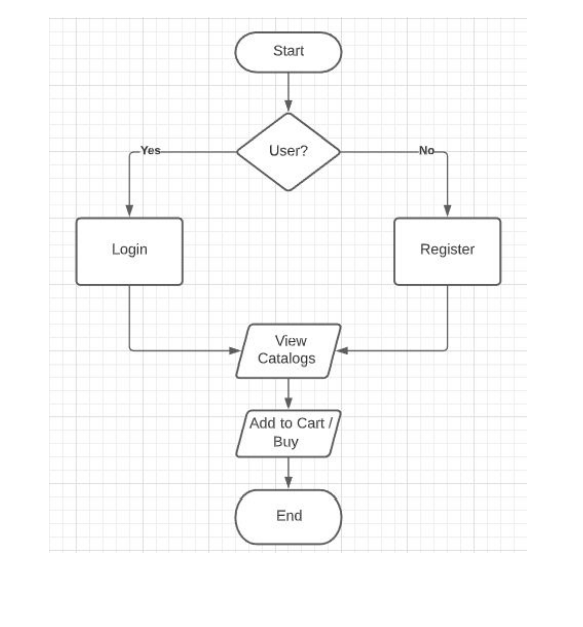 Start
User?
Yes
No
Login
Register
View
Catalogs
Add to Cart /
Buy
End